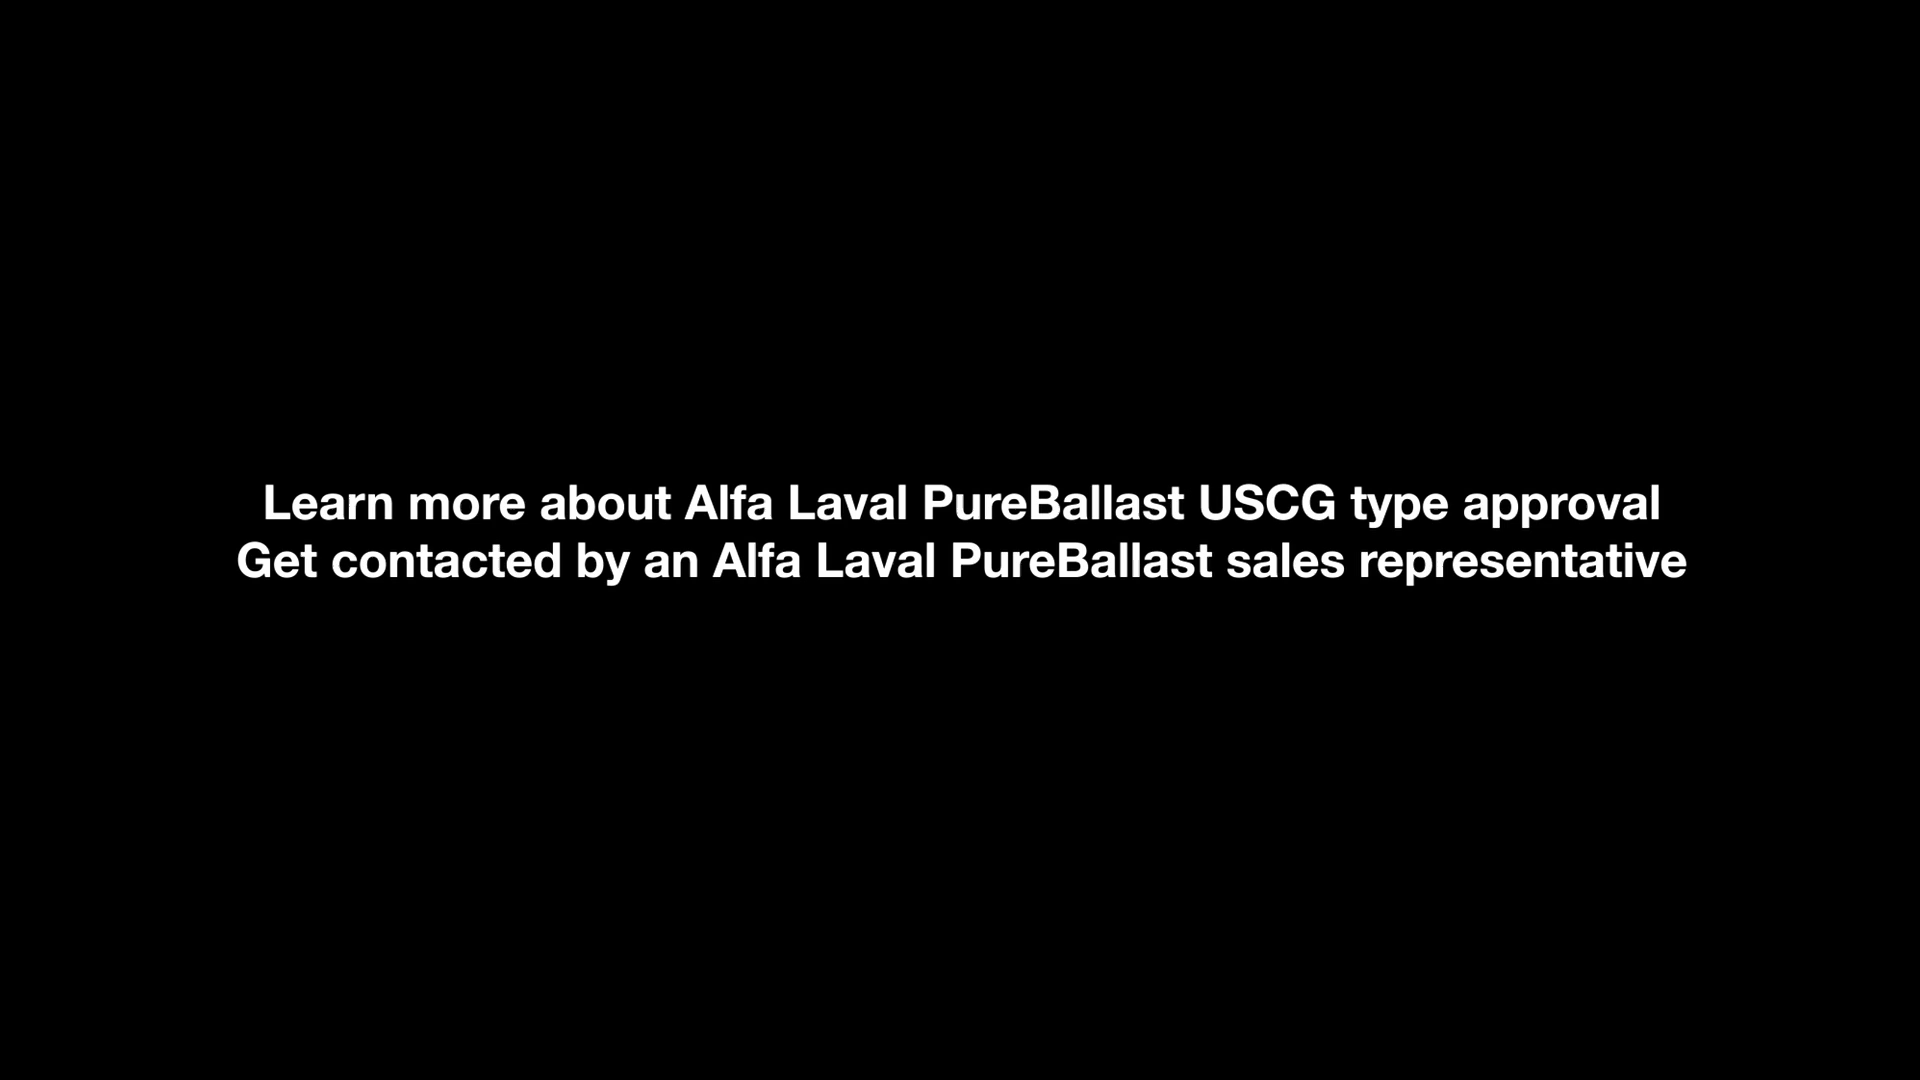 Learn more about Alfa Laval PureBallast USCG type approval
Get contacted by an Alfa Laval PureBallast sales representative